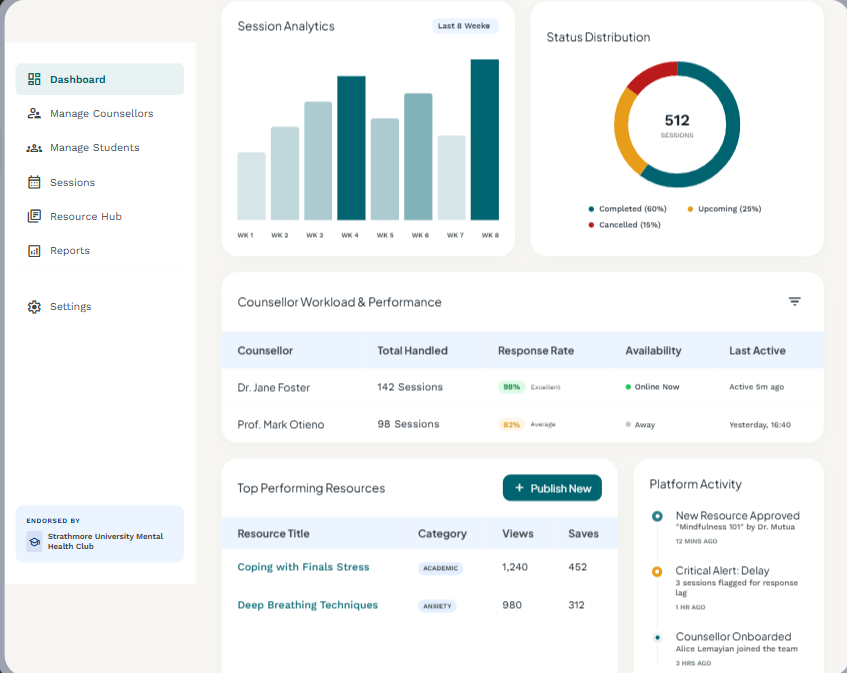 Dashboard
Manage Counsellors
Manage Students
Sessions
Resource Hub
Reports
Settings
ENDORSED BY
Strathmore University Mental
Health Club
Session Analytics
Last 8 Weeks
WK 1 WK 2 WK 3 WK 4 WK 5 WK 6 WK 7 WK 8
Status Distribution
512
SESSIONS
Completed (60%) Upcoming (25%)
Cancelled (15%)
Counsellor Workload & Performance
Counsellor Total Handled Response Rate Availability Last Active
Dr. Jane Foster 142 Sessions 98% Excellent Online Now Active 5m ago
Prof. Mark Otieno 98 Sessions 82% Average Away Yesterday, 16:40
Top Performing Resources
+ Publish New
Resource Title Category Views Saves
Coping with Finals Stress ACADEMIC 1,240 452
Deep Breathing Techniques ANXIETY 980 312
Platform Activity
New Resource Approved
"Mindfulness 101" by Dr. Mutua
12 MINS AGO
Critical Alert: Delay
3 sessions flagged for response
lag
1 HR AGO
Counsellor Onboarded
Alice Lemayian joined the team
3 HRS AGO